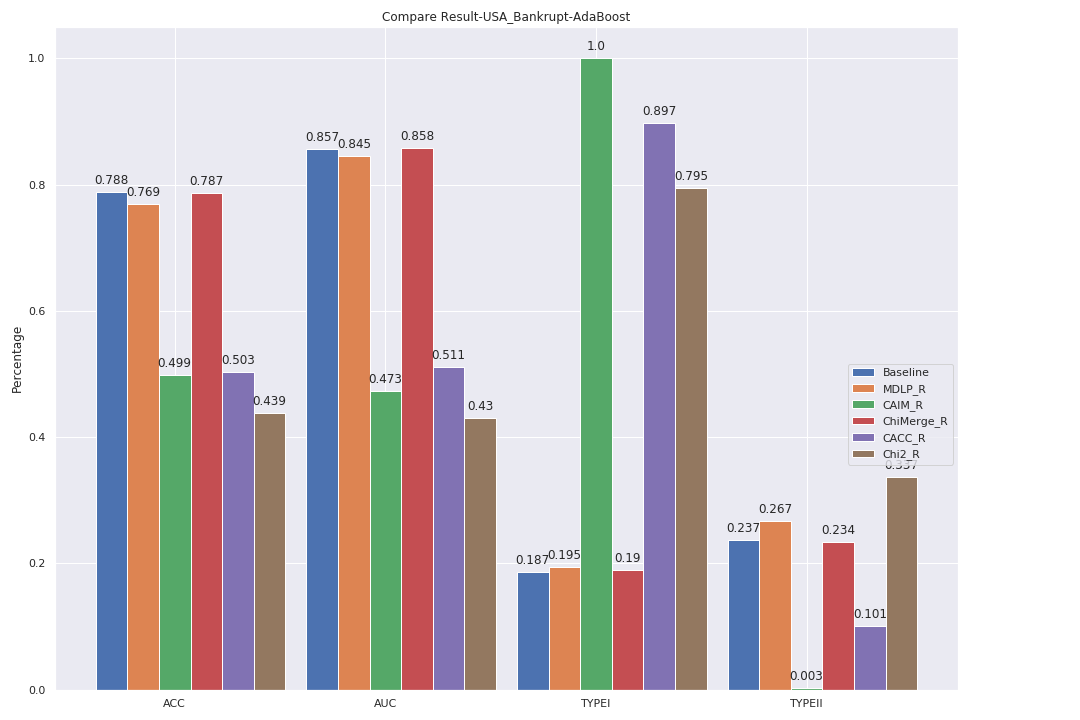 Compare Result-USA_Bankrupt-AdaBoost
Percentage
1.0
0.8
0.6
0.4
0.2
0.0
0.788
0.769
0.499
0.787
0.503
0.439
0.857
0.845
0.473
0.858
0.511
0.43
0.187
0.195
1.0
0.19
0.897
0.795
0.237
0.267
0.003
0.234
0.101
0.337
Baseline
MDLP_R
CAIM_R
ChiMerge_R
CACC_R
Chi2_R
ACC
AUC
TYPEI
TYPEII